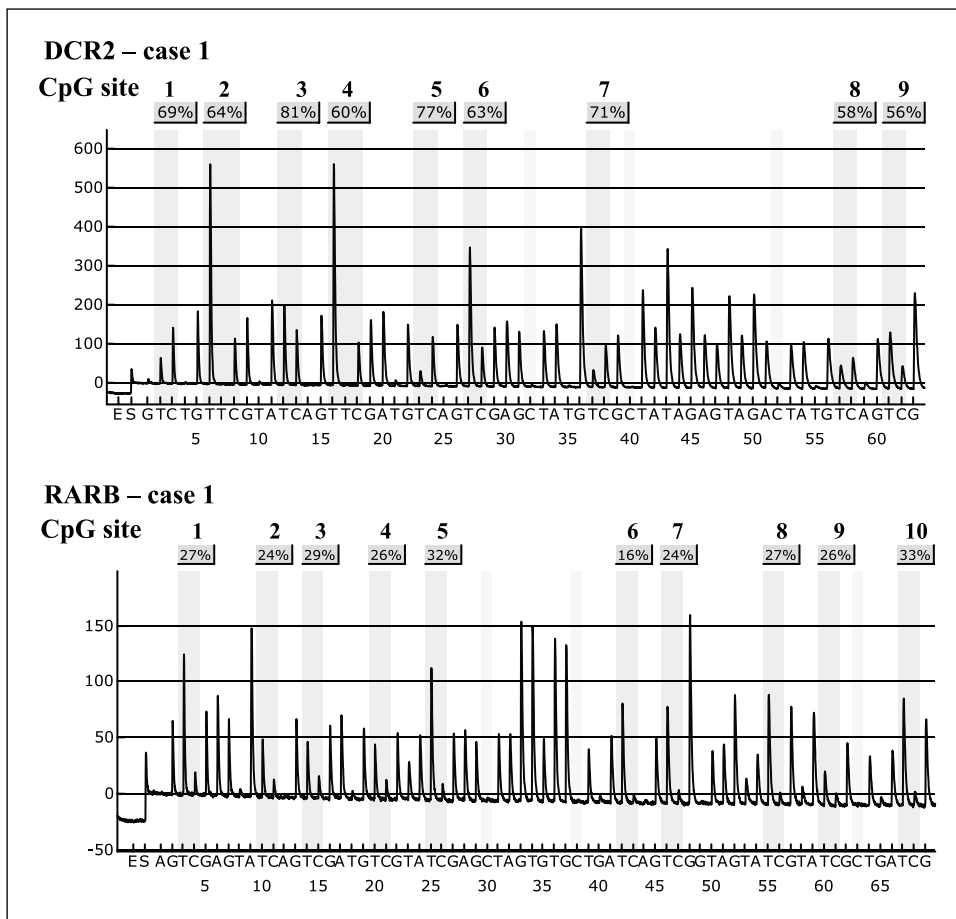 DCR2 – case 1
CpG site 1 2 3 4 5 6 7 8 9
69% 64% 81% 60% 77% 63% 71% 58% 56%
600
500
400
300
200
100
0
E S G T C T G T T C G T A T C A G T T C G A T G T C A G T C G A G C T A T G T C G C T A T A G A G T A G A C T A T G T C A G T C G
5 10 15 20 25 30 35 40 45 50 55 60
RARB – case 1
CpG site 1 2 3 4 5 6 7 8 9 10
27% 24% 29% 26% 32% 16% 24% 27% 26% 33%
150
100
50
0
-50
E S A G T C G A G T A T C A G T C G A T G T C G T A T C G A G C T A G T G T G C T G A T C A G T C G G T A G T A T C G T A T C G C T G A T C G
5 10 15 20 25 30 35 40 45 50 55 60 65